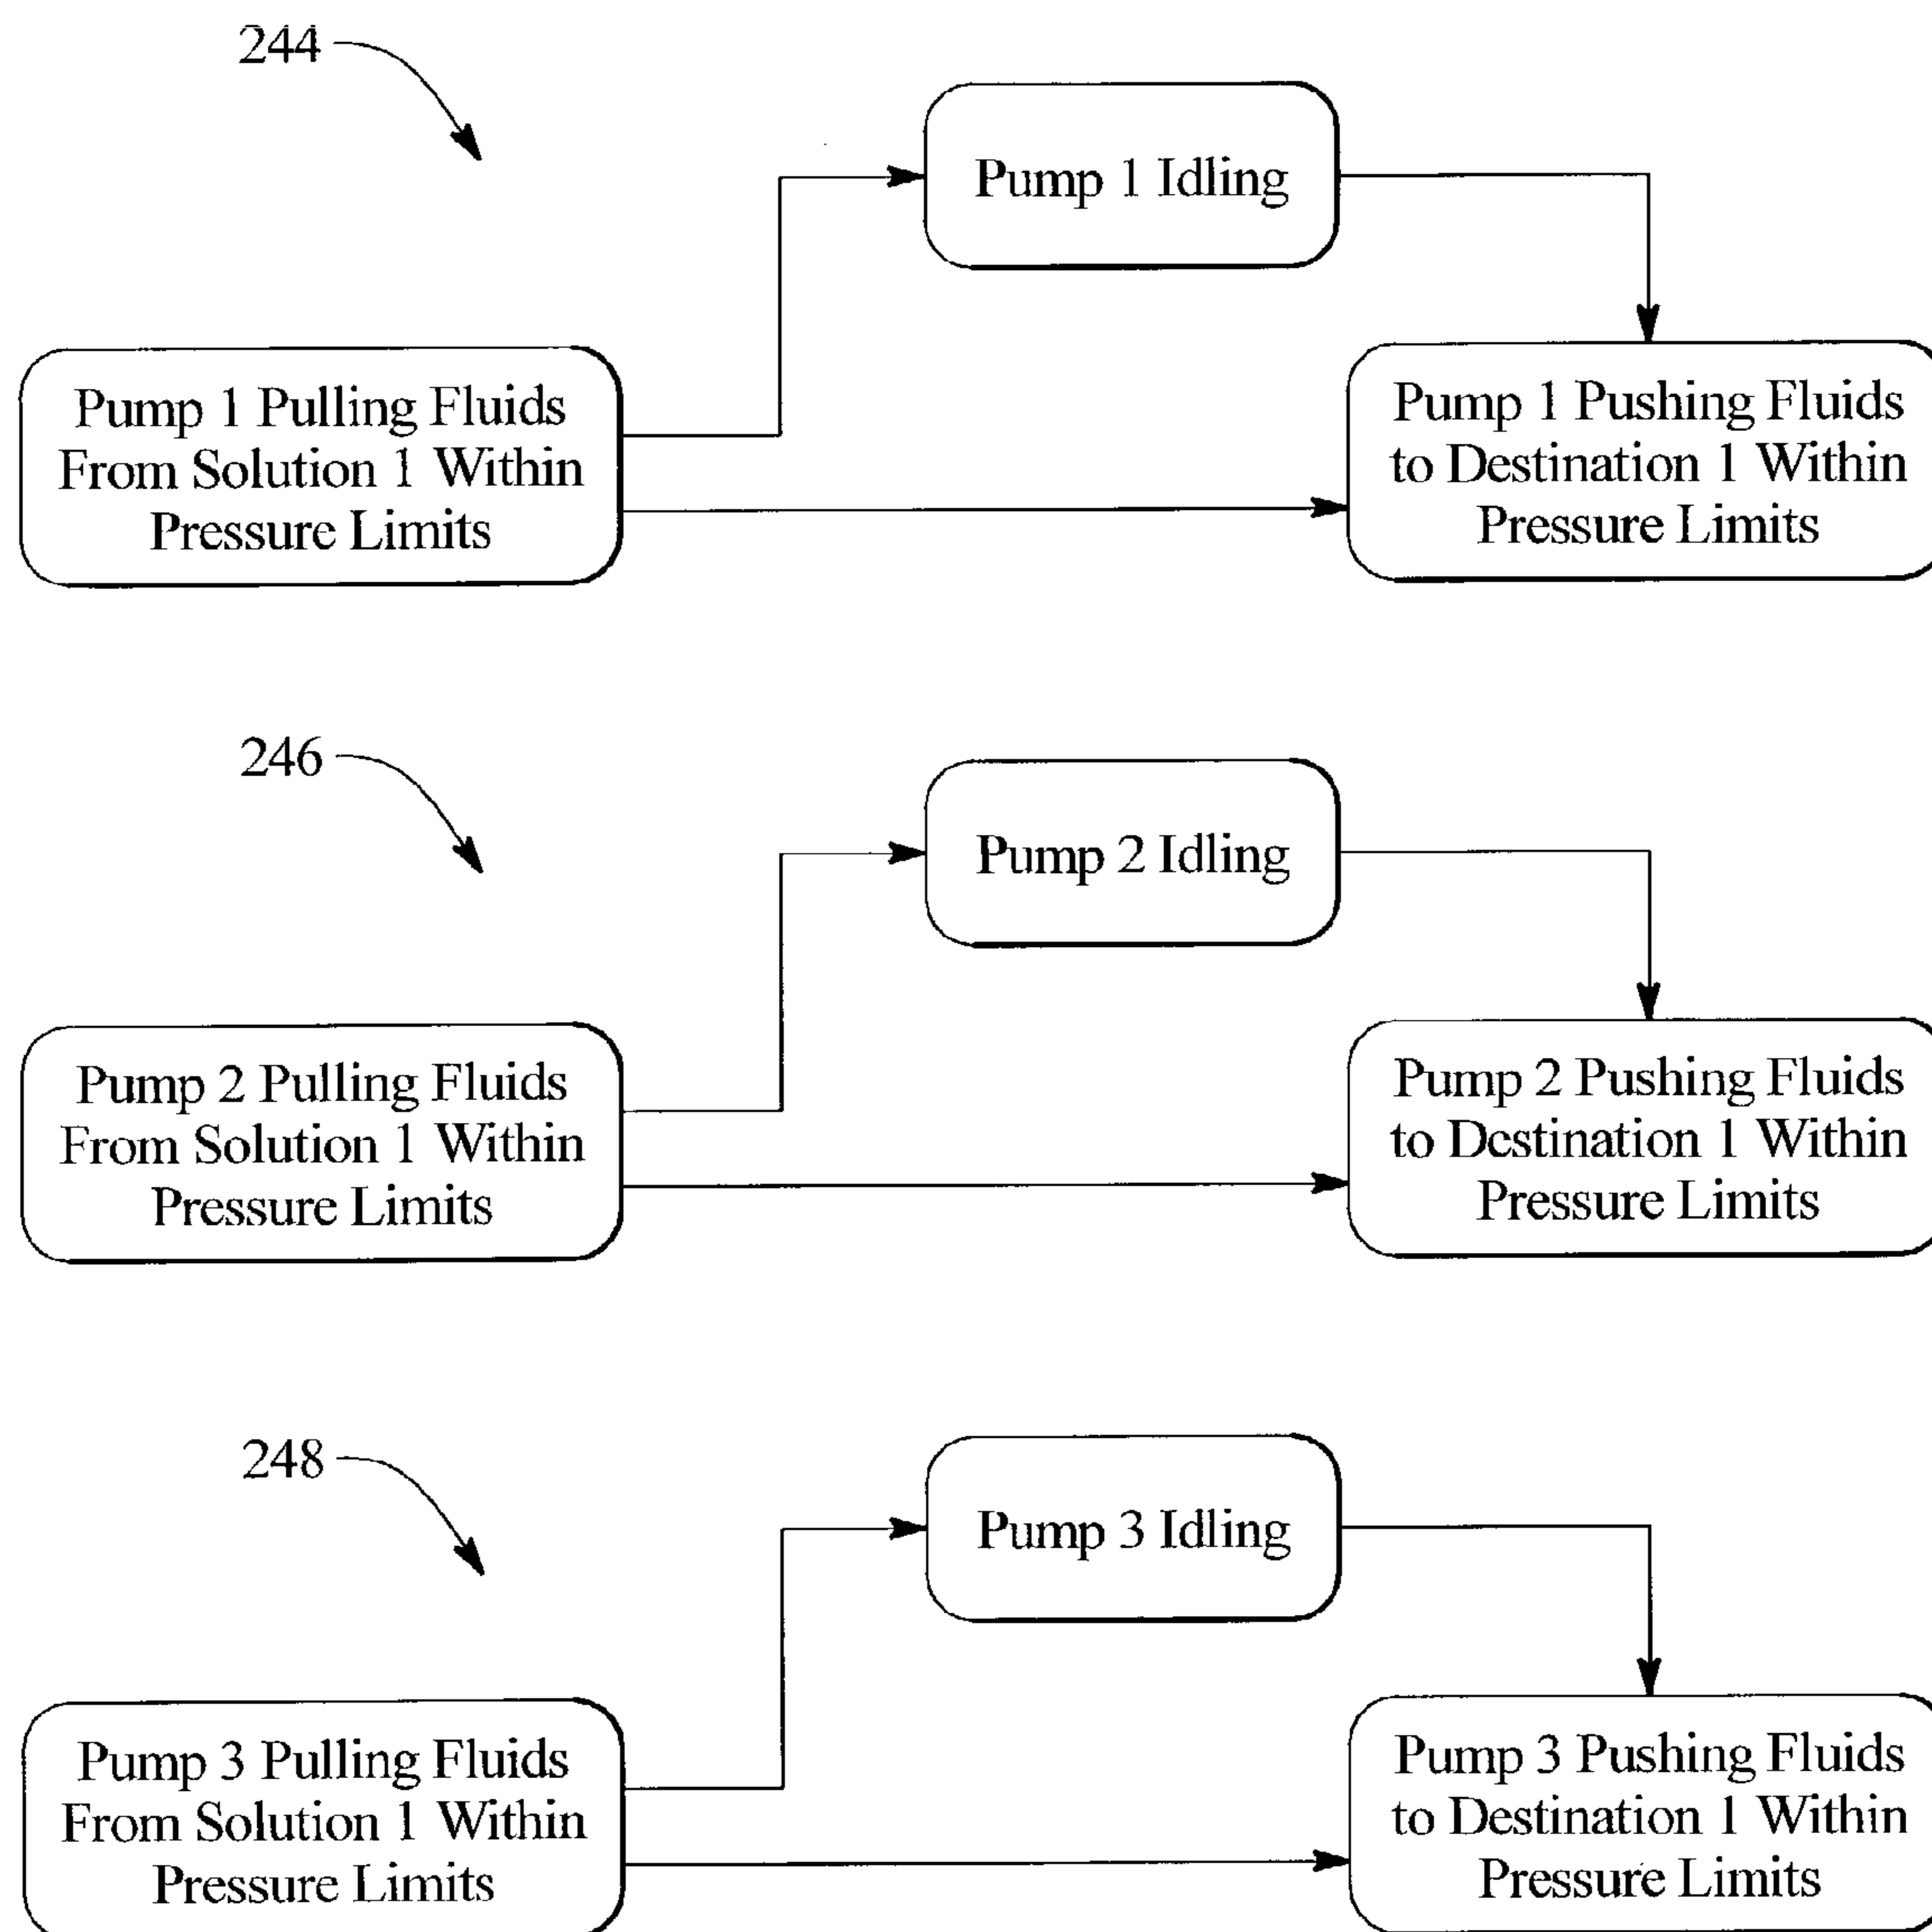 244
Pump 1 Idling
Pump 1 Pulling Fluids
From Solution 1 Within
Pressure Limits
Pump 1 Pushing Fluids
to Destination 1 Within
Pressure Limits
246
Pump 2 Idling
Pump 2 Pulling Fluids
From Solution 1 Within
Pressure Limits
Pump 2 Pushing Fluids
to Destination 1 Within
Pressure Limits
248
Pump 3 Idling
Pump 3 Pulling Fluids
From Solution 1 Within
Pressure Limits
Pump 3 Pushing Fluids
to Destination 1 Within
Pressure Limits